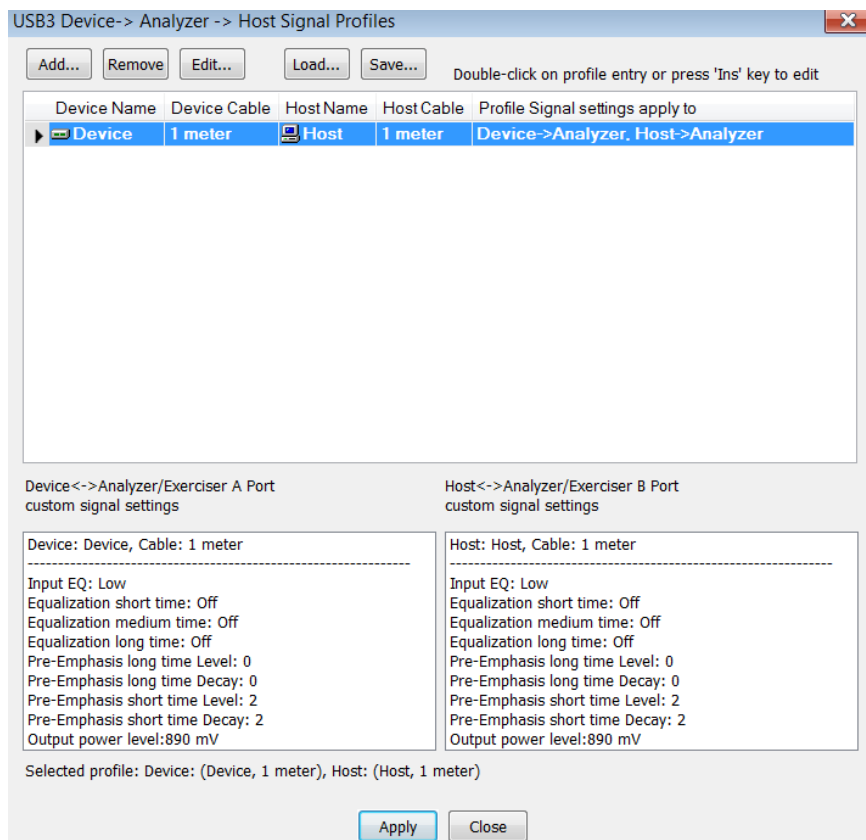 USB3 Device-> Analyzer -> Host Signal Profiles
Add... Remove Edit... Load... Save... Double-click on profile entry or press 'Ins' key to edit
Device Name Device Cable Host Name Host Cable Profile Signal settings apply to
Device 1 meter Host 1 meter Device->Analyzer, Host->Analyzer
Device<->Analyzer/Exerciser A Port
custom signal settings
Device: Device, Cable: 1 meter
--------------------------------------------------------------------------------
Input EQ: Low
Equalization short time: Off
Equalization medium time: Off
Equalization long time: Off
Pre-Emphasis long time Level: 0
Pre-Emphasis long time Decay: 0
Pre-Emphasis short time Level: 2
Pre-Emphasis short time Decay: 2
Output power level:890 mV
Host<->Analyzer/Exerciser B Port
custom signal settings
Host: Host, Cable: 1 meter
--------------------------------------------------------------------------------
Input EQ: Low
Equalization short time: Off
Equalization medium time: Off
Equalization long time: Off
Pre-Emphasis long time Level: 0
Pre-Emphasis long time Decay: 0
Pre-Emphasis short time Level: 2
Pre-Emphasis short time Decay: 2
Output power level:890 mV
Selected profile: Device: (Device, 1 meter), Host: (Host, 1 meter)
Apply Close